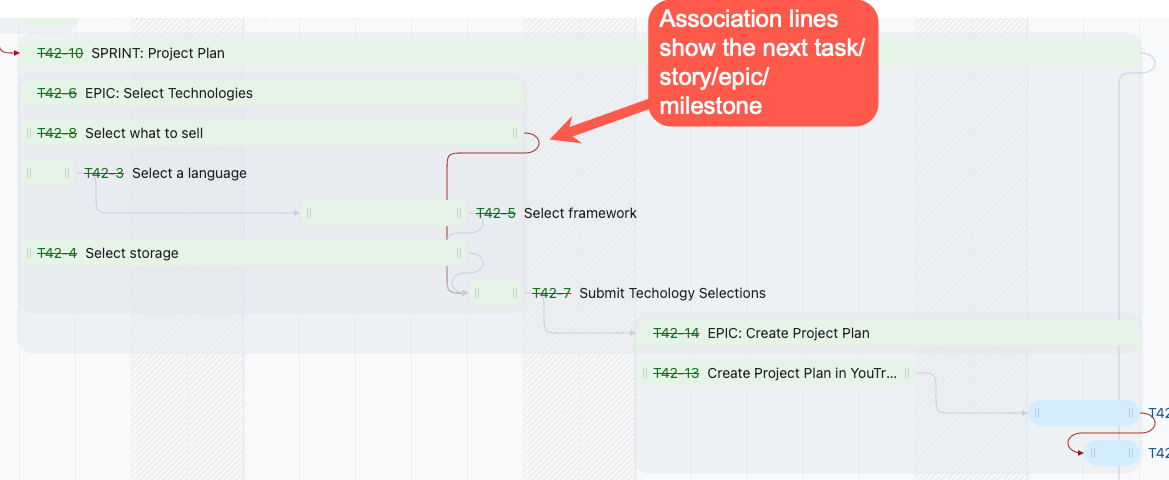 Association lines
show the next task/
story/epic/
milestone
T42-10 SPRINT: Project Plan
T42-6 EPIC: Select Technologies
T42-8 Select what to sell
T42-3 Select a language
T42-5 Select framework
T42-4 Select storage
T42-7 Submit Techology Selections
T42-14 EPIC: Create Project Plan
T42-13 Create Project Plan in YouTr...
T42
T42